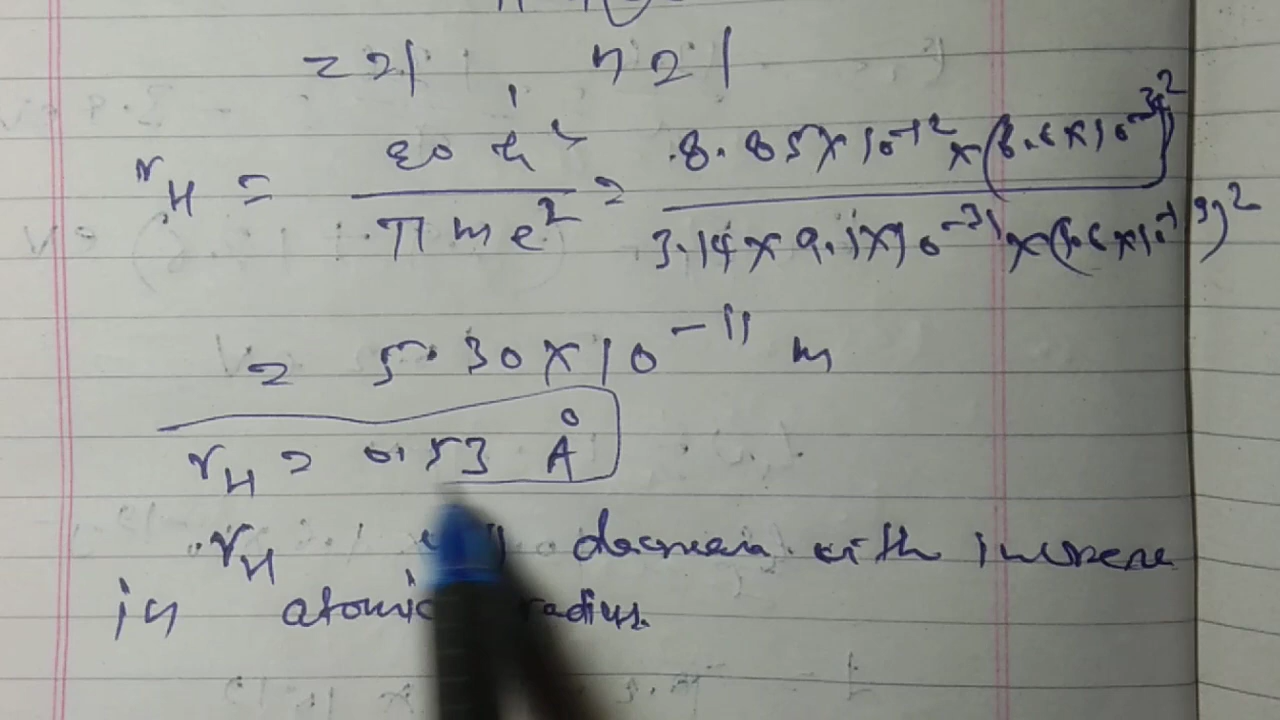 = 21 n = 1
r_H = ε0 h² / π m e² = 8.85 x 10^-12 x (6.6 x 10^-34)² / 3.14 x 9.1 x 10^-31 x (1.6 x 10^-19)²
= 5.30 x 10^-11 m
r_H = 0.53 Å
r_H decrease with increase
in atomic radius.